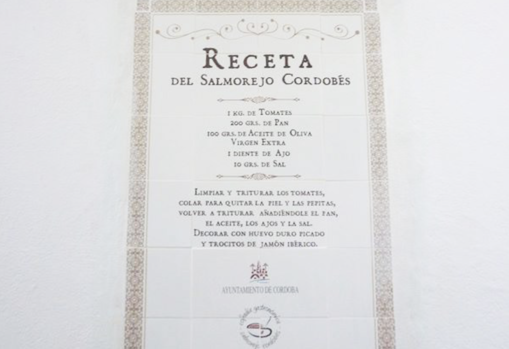 RECETA
DEL SALMOREJO CORDOBÉS
1 KG. DE TOMATES
200 GRS. DE PAN
100 GRS. DE ACEITE DE OLIVA
VIRGEN EXTRA
1 DIENTE DE AJO
10 GRS. DE SAL
LIMPIAR Y TRITURAR LOS TOMATES,
COLAR PARA QUITAR LA PIEL Y LAS PEPITAS,
VOLVER A TRITURAR AÑADIÉNDOLE EL PAN,
EL ACEITE, LOS AJOS Y LA SAL.
DECORAR CON HUEVO DURO PICADO
Y TROCITOS DE JAMÓN IBÉRICO.
AYUNTAMIENTO DE CORDOBA